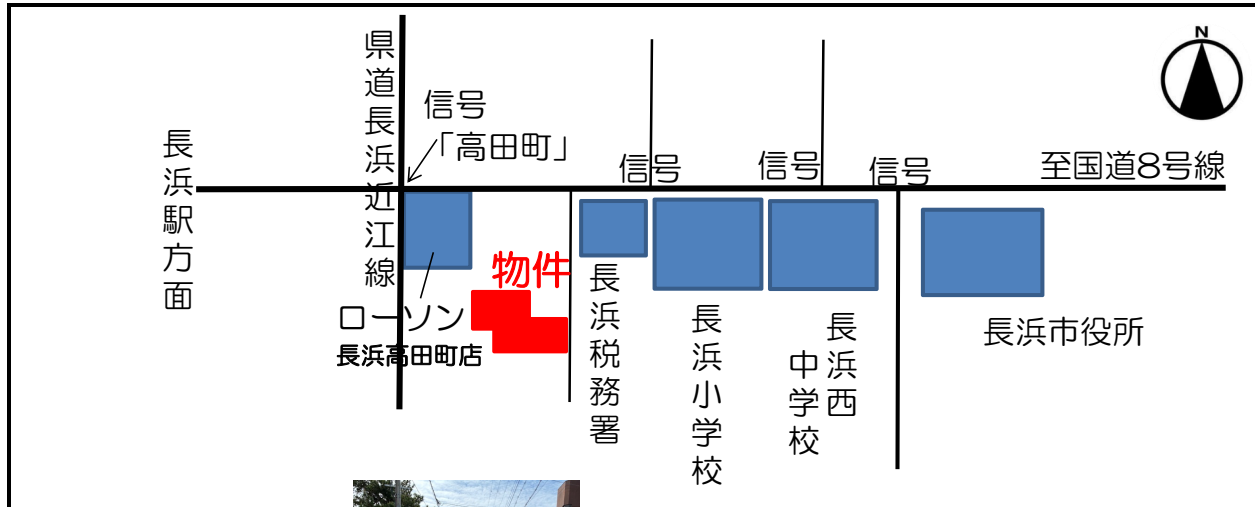 N
県道長浜近江線
信号
「高田町」
長浜駅方面
信号
信号
信号
至国道8号線
物件
ローソン
長浜高田町店
長浜税務署
長浜小学校
長浜西
中学校
長浜市役所